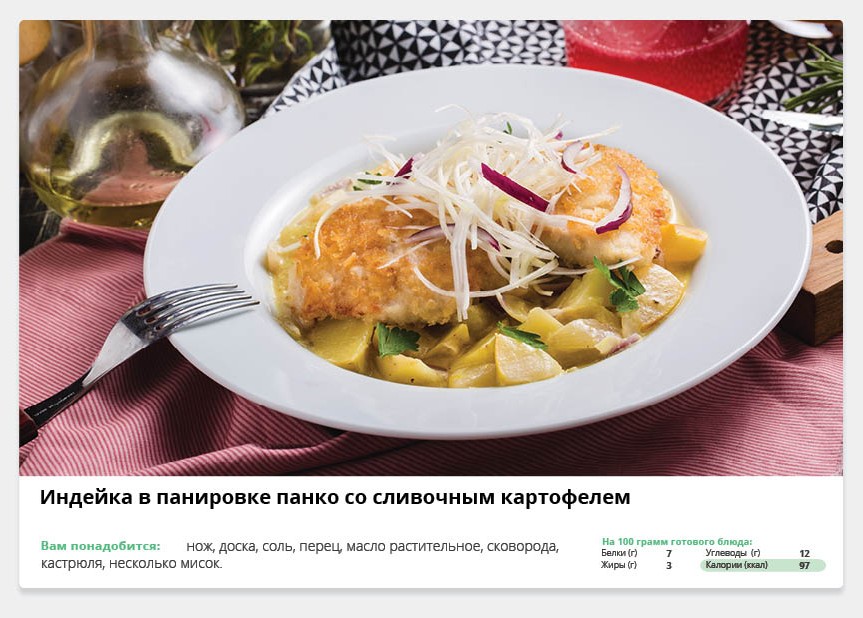 Индейка в панировке панко со сливочным картофелем
Вам понадобится: нож, доска, соль, перец, масло растительное, сковорода,
кастрюля, несколько мисок.
На 100 грамм готового блюда:
Белки (г) 7 Углеводы (г) 12
Жиры (г) 3 Калории (ккал) 97